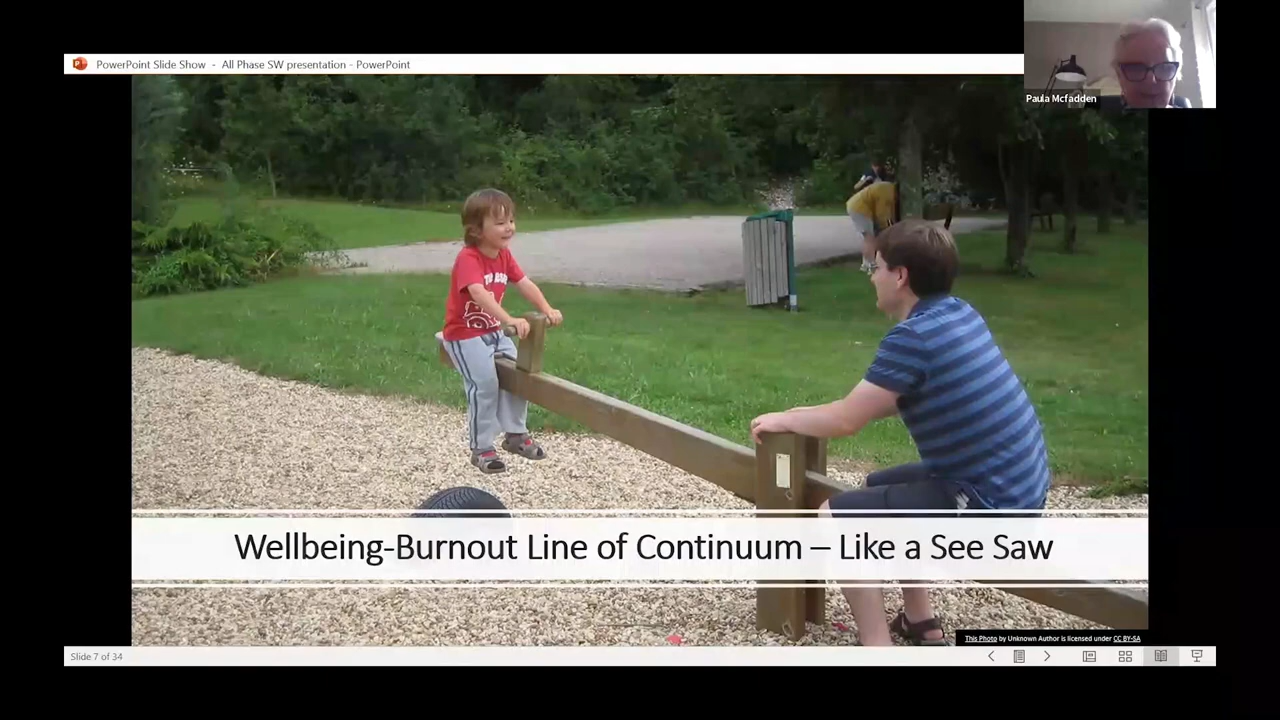 PowerPoint Slide Show - All Phase SW presentation - PowerPoint
Paula Mcfadden
Wellbeing-Burnout Line of Continuum – Like a See Saw
This Photo by Unknown Author is licensed under CC BY-SA
Slide 7 of 34